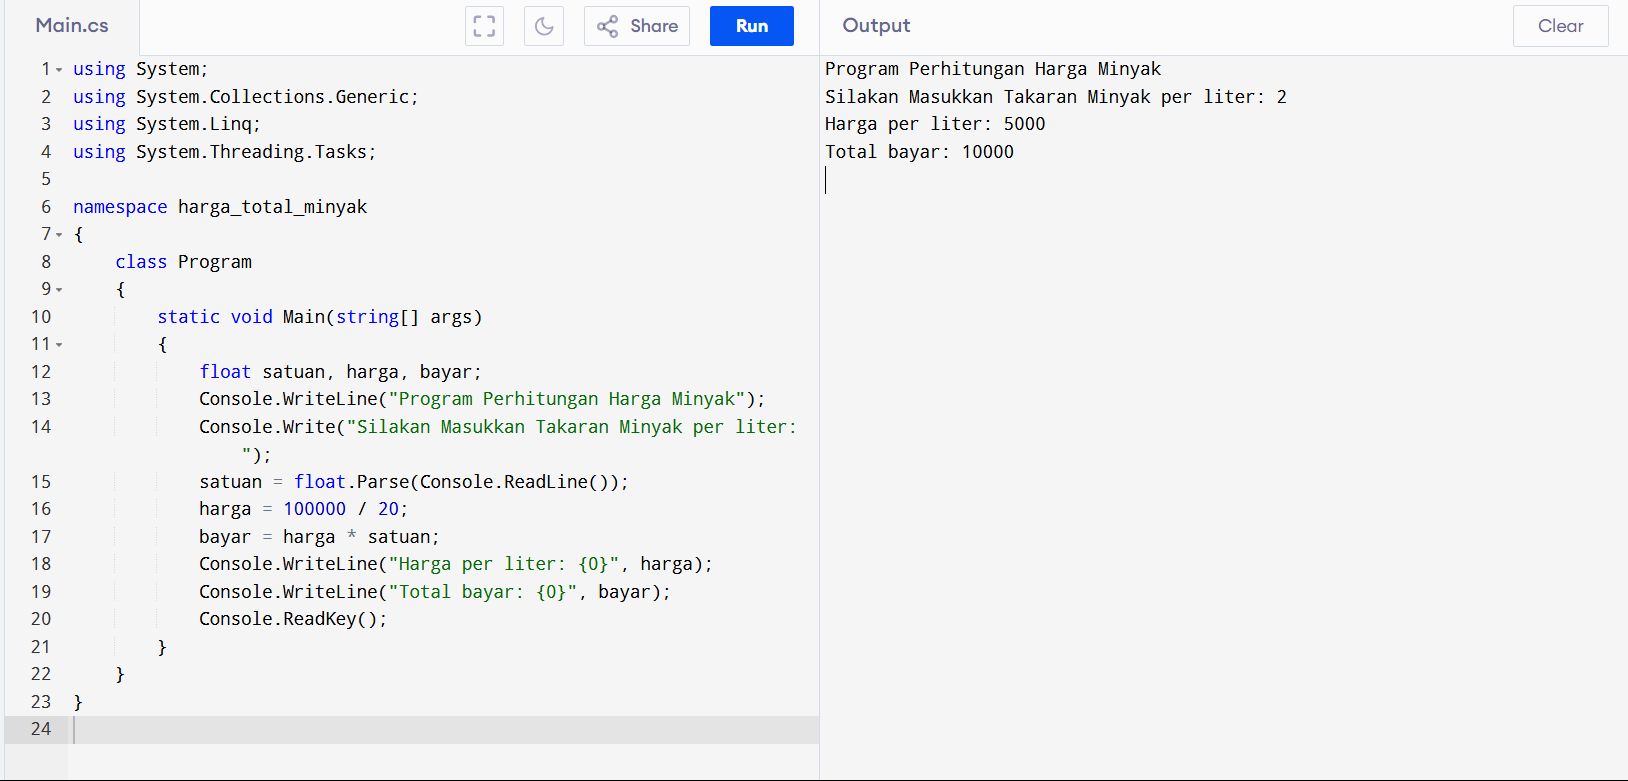 Main.cs
Share
Run
Output
Clear
1 using System;
2 using System.Collections.Generic;
3 using System.Linq;
4 using System.Threading.Tasks;
5
6 namespace harga_total_minyak
7 {
8     class Program
9     {
10         static void Main(string[] args)
11         {
12             float satuan, harga, bayar;
13             Console.WriteLine("Program Perhitungan Harga Minyak");
14             Console.Write("Silakan Masukkan Takaran Minyak per liter:
                ");
15             satuan = float.Parse(Console.ReadLine());
16             harga = 100000 / 20;
17             bayar = harga * satuan;
18             Console.WriteLine("Harga per liter: {0}", harga);
19             Console.WriteLine("Total bayar: {0}", bayar);
20             Console.ReadKey();
21         }
22     }
23 }
24
Program Perhitungan Harga Minyak
Silakan Masukkan Takaran Minyak per liter: 2
Harga per liter: 5000
Total bayar: 10000